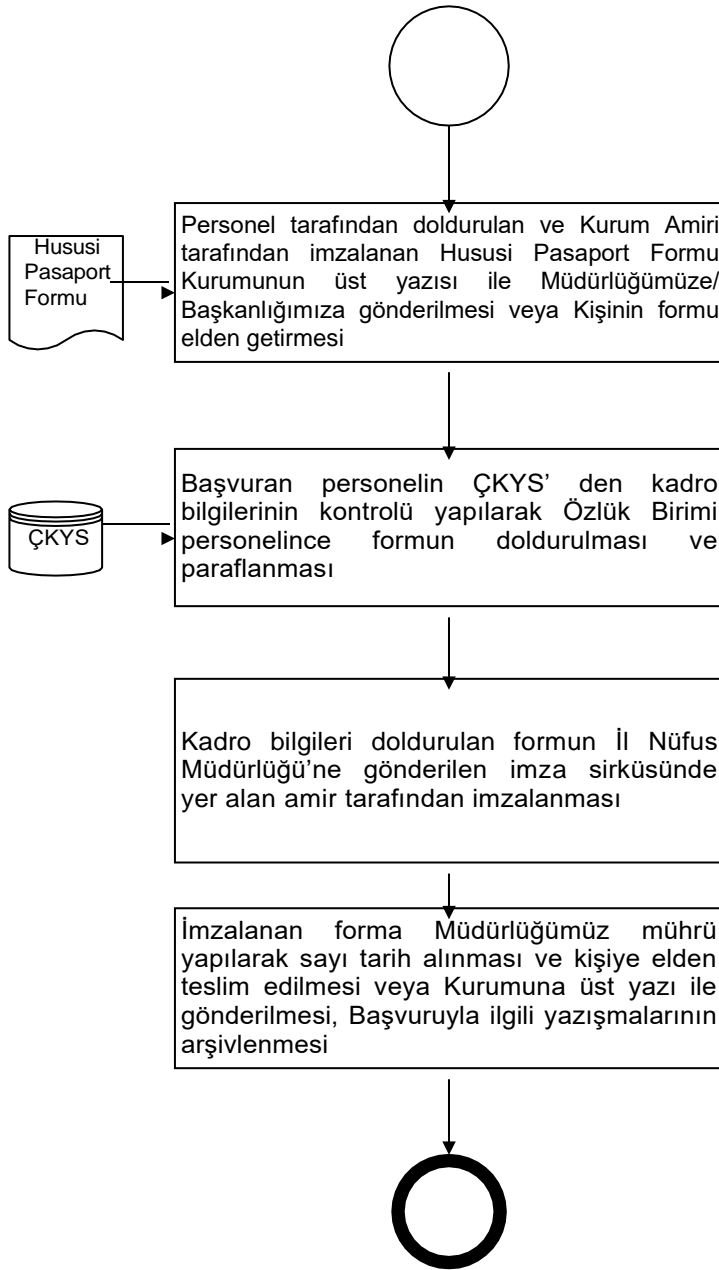 Personel tarafından doldurulan ve Kurum Amiri
tarafından imzalanan Hususi Pasaport Formu
Kurumunun üst yazısı ile Müdürlüğümüze/
Başkanlığımıza gönderilmesi veya Kişinin formu
elden getirmesi
Hususi
Pasaport
Formu
Başvuran personelin ÇKYS’ den kadro
bilgilerinin kontrolü yapılarak Özlük Birimi
personelince formun doldurulması ve
paraflanması
ÇKYS
Kadro bilgileri doldurulan formun İl Nüfus
Müdürlüğü’ne gönderilen imza sirküsünde
yer alan amir tarafından imzalanması
İmzalanan forma Müdürlüğümüz mührü
yapılarak sayı tarih alınması ve kişiye elden
teslim edilmesi veya Kurumuna üst yazı ile
gönderilmesi, Başvuruyla ilgili yazışmalarının
arşivlenmesi